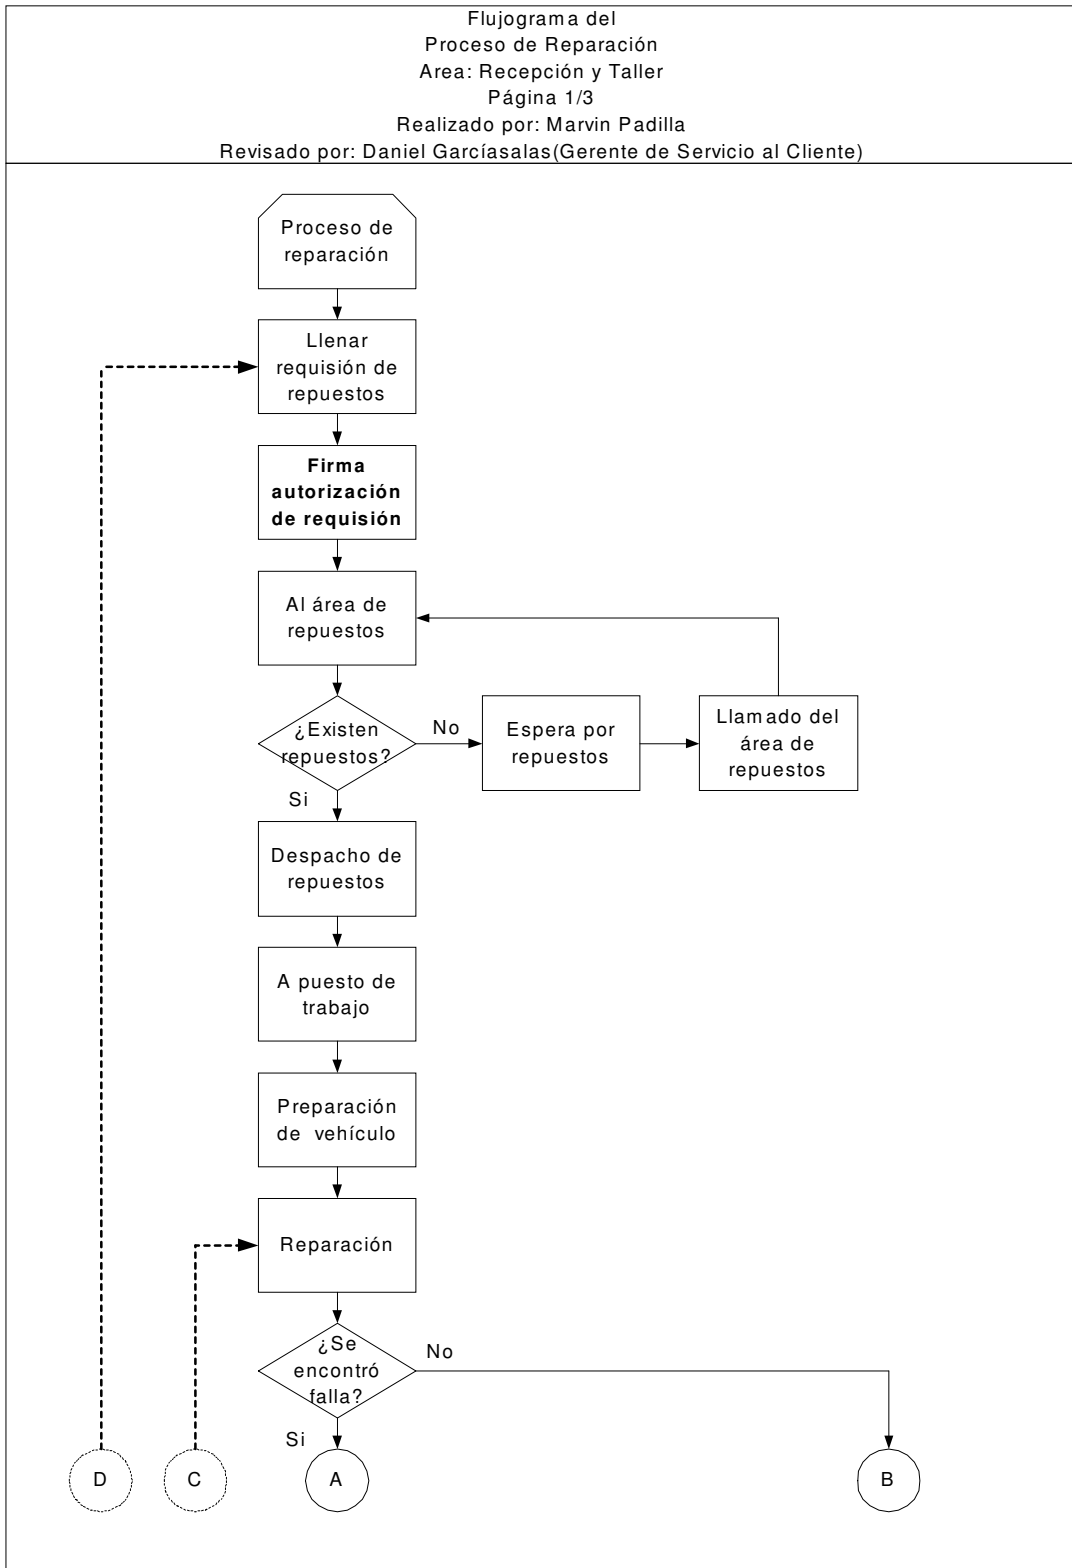 Flujograma del
Proceso de Reparación
Area: Recepción y Taller
Página 1/3
Realizado por: Marvin Padilla
Revisado por: Daniel Garcíasalas(Gerente de Servicio al Cliente)
Proceso de
reparación
Llenar
requisión de
repuestos
Firma
autorización
de requisión
Al área de
repuestos
¿Existen
repuestos?
No
Espera por
repuestos
Llamado del
área de
repuestos
Si
Despacho de
repuestos
A puesto de
trabajo
Preparación
de vehículo
Reparación
¿Se
encontró
falla?
No
Si
D
C
A
B